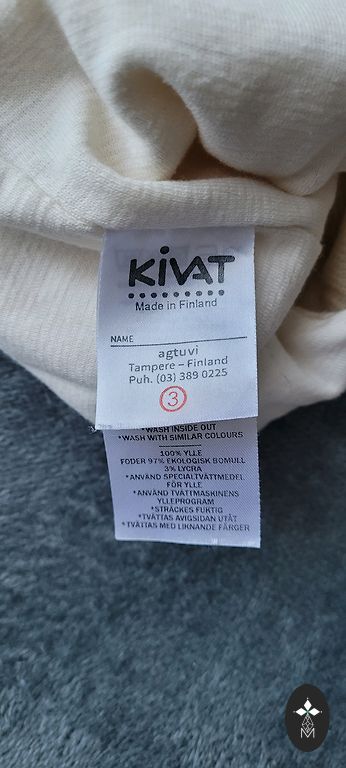 KiVAT
Made in Finland
NAME
agtuvi
Tampere – Finland
Puh. (03) 389 0225
3
*WASH INSIDE OUT
*WASH WITH SIMILAR COLOURS
100% YLLE
FODER 97% EKOLOGISK BOMULL
3% LYCRA
*ANVÄND SPECIALTVÄTTMEDEL
FÖR YLLE
*ANVÄND TVÄTTMASKINENS
YLLEPROGRAM
*STRÄCKES FUKTIG
*TVÄTTAS AVIGSIDAN UTÅT
*TVÄTTAS MED LIKNANDE FÄRGER
M